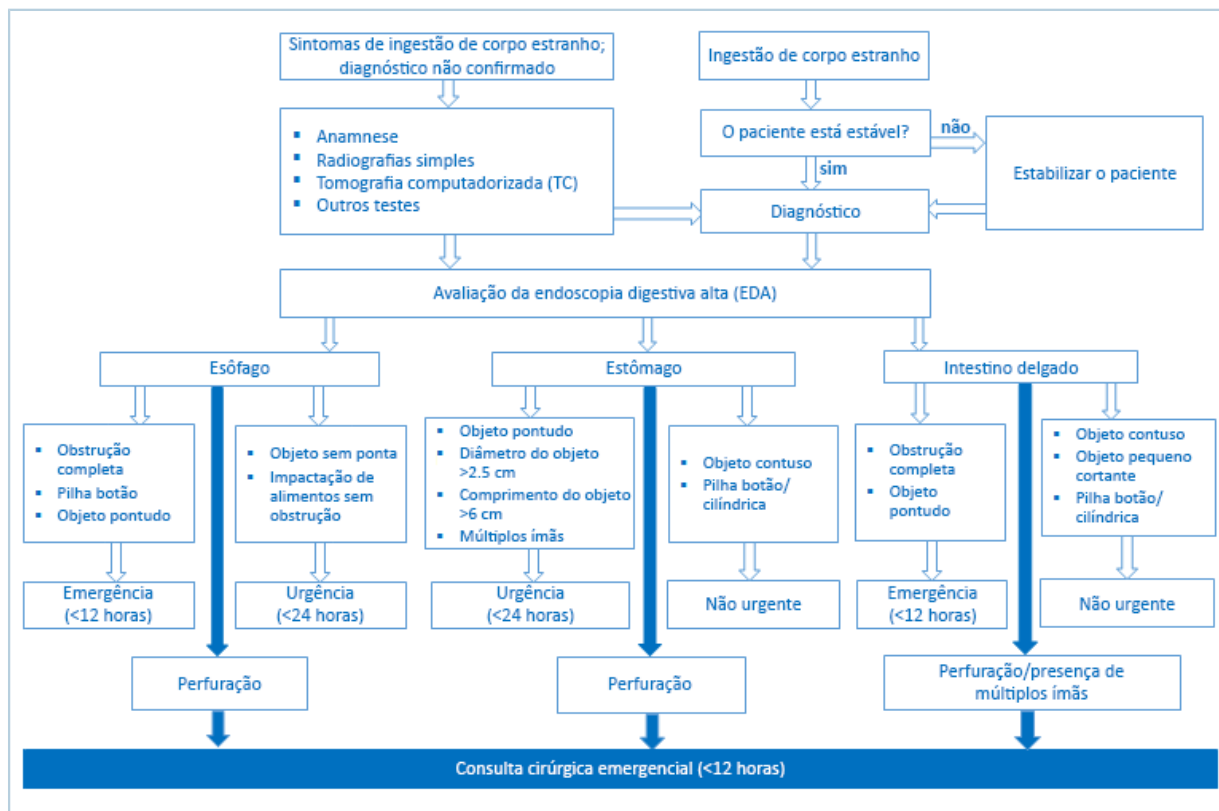 Sintomas de ingestão de corpo estranho;
diagnóstico não confirmado
Ingestão de corpo estranho
▪ Anamnese
▪ Radiografias simples
▪ Tomografia computadorizada (TC)
▪ Outros testes
O paciente está estável?
não
sim
Estabilizar o paciente
Diagnóstico
Avaliação da endoscopia digestiva alta (EDA)
Esôfago
Estômago
Intestino delgado
▪ Obstrução
completa
▪ Pilha botão
▪ Objeto pontudo
▪ Objeto sem ponta
▪ Impactação de
alimentos sem
obstrução
▪ Objeto pontudo
▪ Diâmetro do objeto
>2.5 cm
▪ Comprimento do objeto
>6 cm
▪ Múltiplos ímãs
▪ Objeto contuso
▪ Pilha botão/
cilíndrica
▪ Obstrução
completa
▪ Objeto
pontudo
▪ Objeto contuso
▪ Objeto pequeno
cortante
▪ Pilha botão/
cilíndrica
Emergência
(<12 horas)
Urgência
(<24 horas)
Urgência
(<24 horas)
Não urgente
Emergência
(<12 horas)
Não urgente
Perfuração
Perfuração
Perfuração/presença de
múltiplos ímãs
Consulta cirúrgica emergencial (<12 horas)